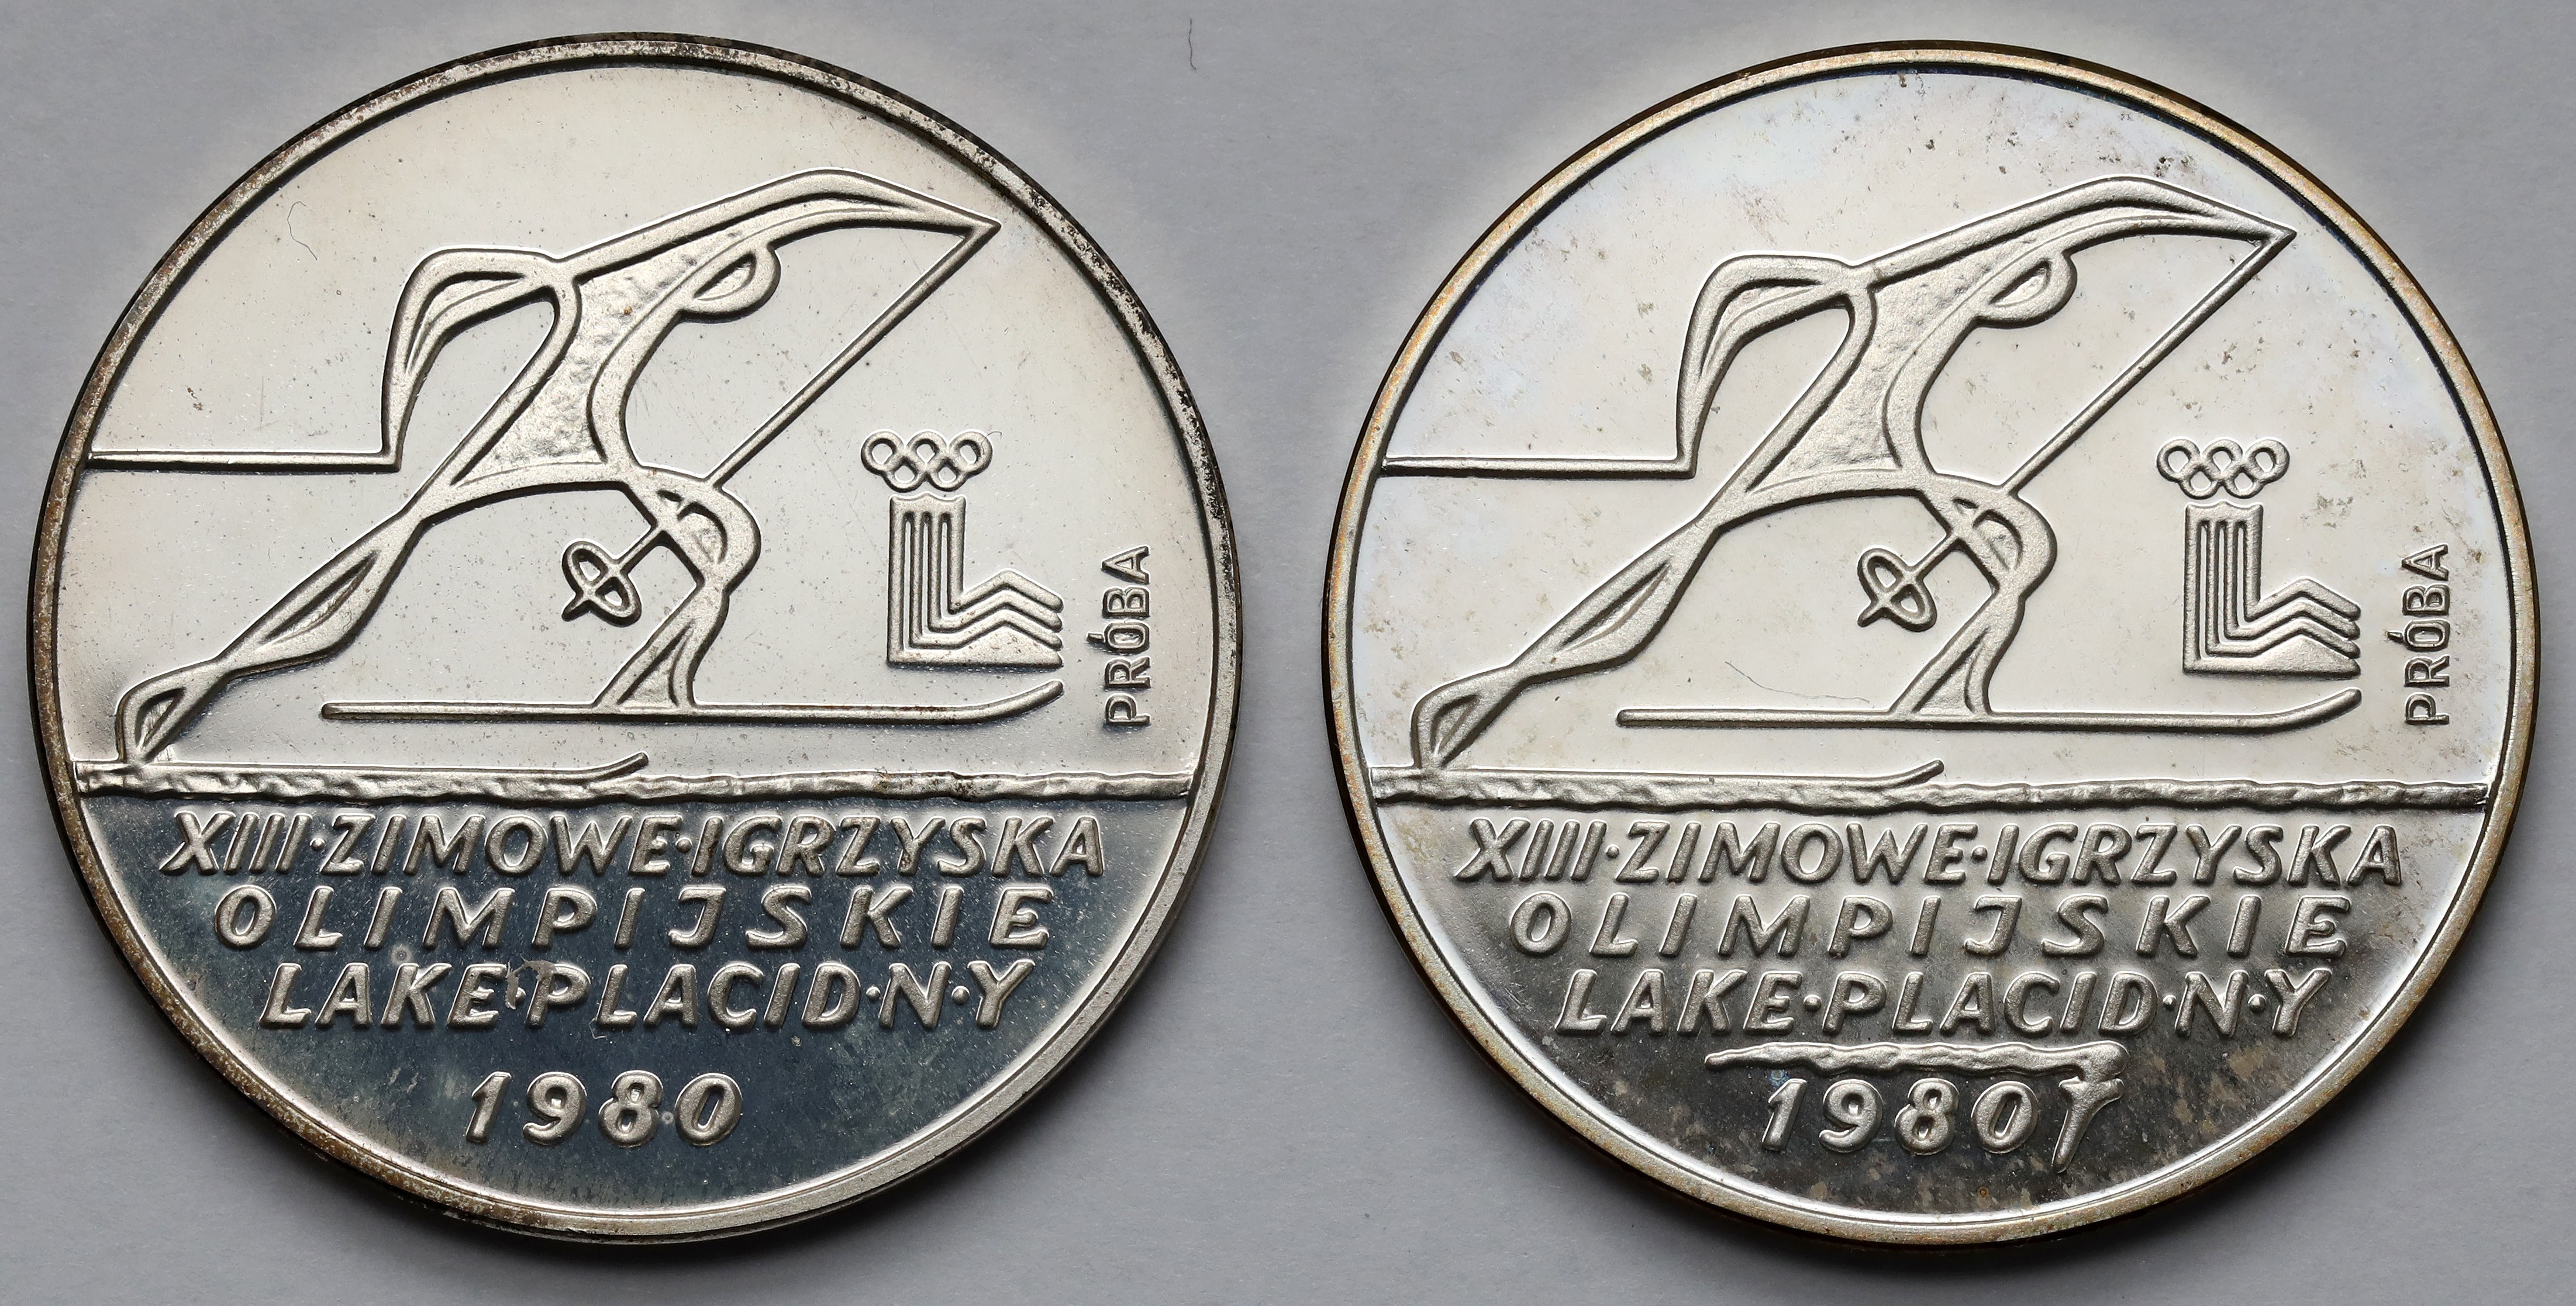 PRÓBA
XIII·ZIMOWE·IGRZYSKA
OLIMPIJSKIE
LAKE·PLACID·N·Y
1980
PRÓBA
XIII·ZIMOWE·IGRZYSKA
OLIMPIJSKIE
LAKE·PLACID·N·Y
1980